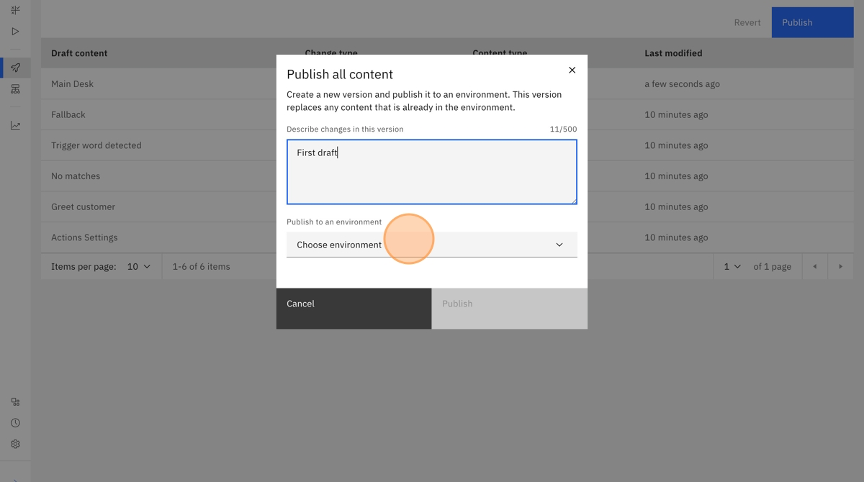 Revert Publish
Draft content Change type Content type Last modified
Main Desk a few seconds ago
Fallback 10 minutes ago
Trigger word detected 10 minutes ago
No matches 10 minutes ago
Greet customer 10 minutes ago
Actions Settings 10 minutes ago
Items per page: 10 1-6 of 6 items 1 of 1 page
Publish all content
Create a new version and publish it to an environment. This version
replaces any content that is already in the environment.
Describe changes in this version 11/500
First draft
Publish to an environment
Choose environment
Cancel Publish